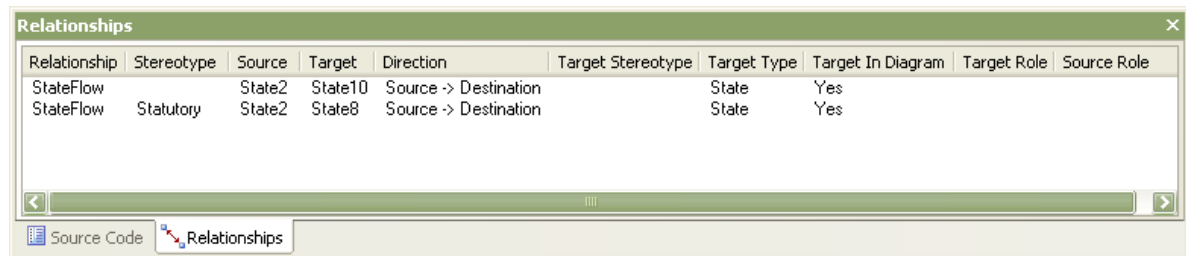 Relationships
Relationship Stereotype Source Target Direction Target Stereotype Target Type Target In Diagram Target Role Source Role
StateFlow State2 State10 Source -> Destination State Yes
StateFlow Statutory State2 State8 Source -> Destination State Yes
Source Code Relationships